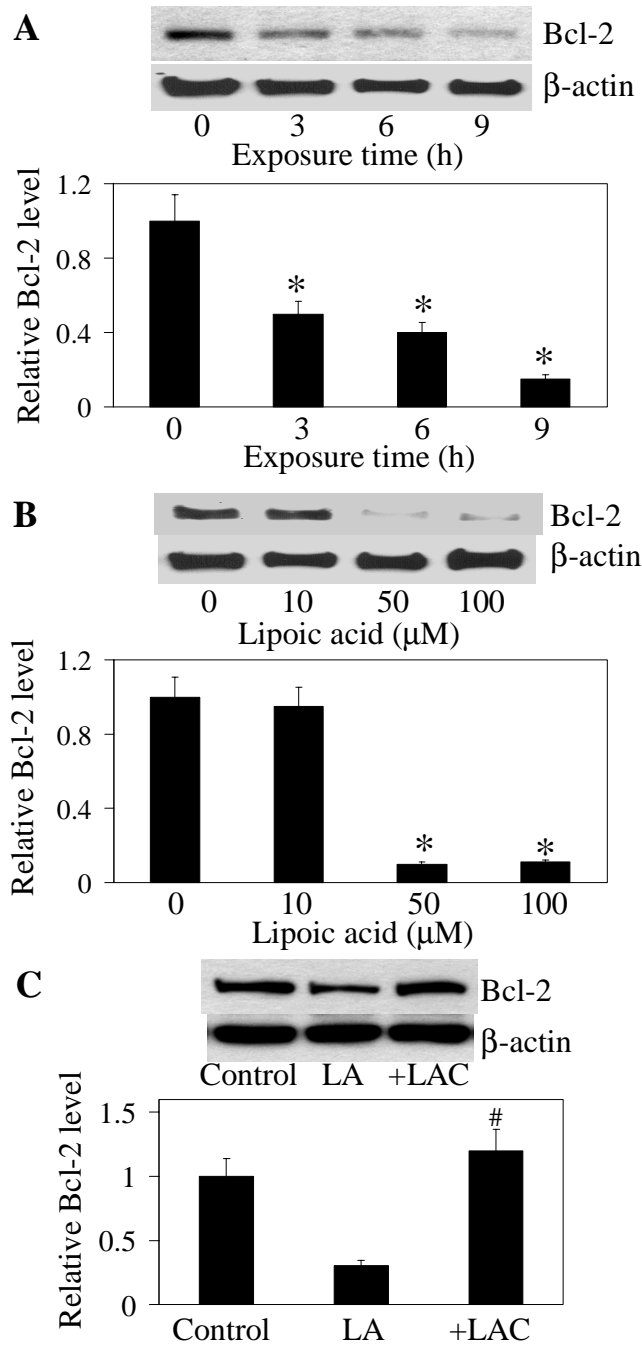 A
Bcl-2
β-actin
0 3 6 9
Exposure time (h)
Relative Bcl-2 level
1.2
0.8
0.4
0
* * *
0 3 6 9
Exposure time (h)
B
Bcl-2
β-actin
0 10 50 100
Lipoic acid (μM)
Relative Bcl-2 level
1.2
0.8
0.4
0
* *
0 10 50 100
Lipoic acid (μM)
C
Bcl-2
β-actin
Control LA +LAC
Relative Bcl-2 level
1.5
1
0.5
0
#
Control LA +LAC